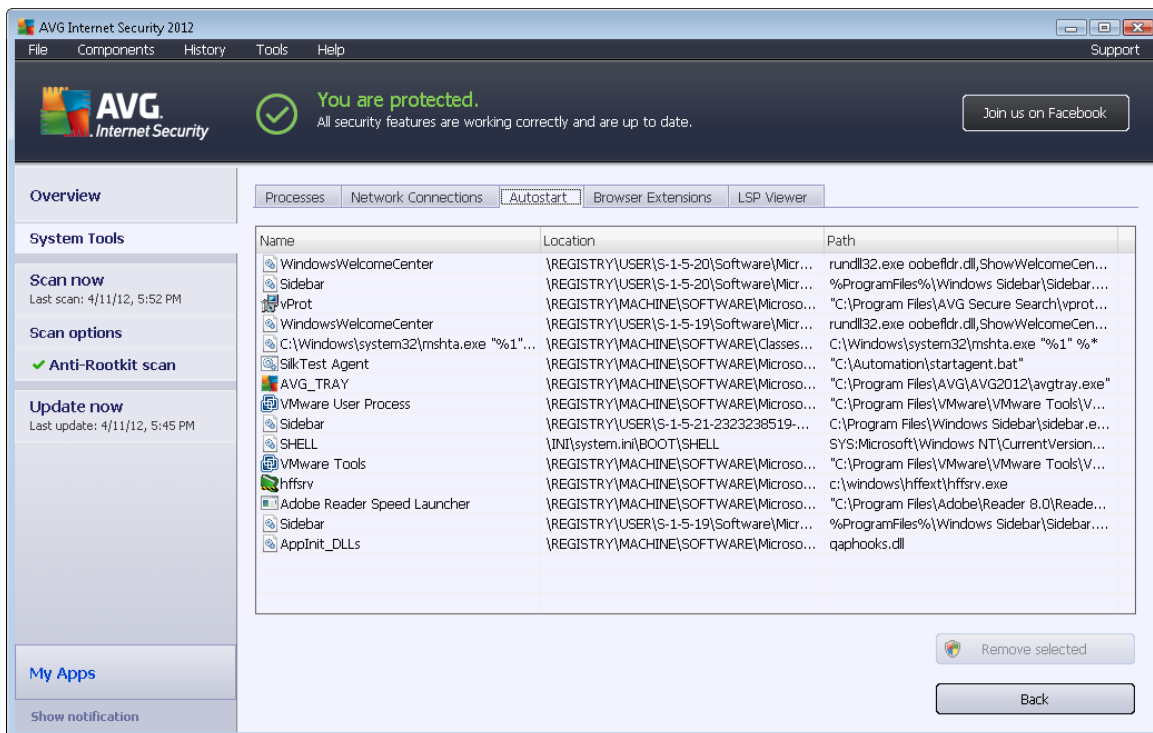 AVG Internet Security 2012
File Components History Tools Help Support
AVG.
Internet Security
You are protected.
All security features are working correctly and are up to date.
Join us on Facebook
Overview
System Tools
Scan now
Last scan: 4/11/12, 5:52 PM
Scan options
Anti-Rootkit scan
Update now
Last update: 4/11/12, 5:45 PM
My Apps
Show notification
Processes Network Connections Autostart Browser Extensions LSP Viewer
Name Location Path
WindowsWelcomeCenter \REGISTRY\USER\S-1-5-20\Software\Micr... rundll32.exe oobefldr.dll,ShowWelcomeCen...
Sidebar \REGISTRY\USER\S-1-5-20\Software\Micr... %ProgramFiles%\Windows Sidebar\Sidebar....
vProt \REGISTRY\MACHINE\SOFTWARE\Microso... "C:\Program Files\AVG Secure Search\vprot...
WindowsWelcomeCenter \REGISTRY\USER\S-1-5-19\Software\Micr... rundll32.exe oobefldr.dll,ShowWelcomeCen...
C:\Windows\system32\mshta.exe "%1"... \REGISTRY\MACHINE\SOFTWARE\Classes... C:\Windows\system32\mshta.exe "%1" %*
SilkTest Agent \REGISTRY\MACHINE\SOFTWARE\Microso... "C:\Automation\startagent.bat"
AVG_TRAY \REGISTRY\MACHINE\SOFTWARE\Microso... "C:\Program Files\AVG\AVG2012\avgtray.exe"
VMware User Process \REGISTRY\MACHINE\SOFTWARE\Microso... "C:\Program Files\VMware\VMware Tools\V...
Sidebar \REGISTRY\USER\S-1-5-21-2323238519-... C:\Program Files\Windows Sidebar\sidebar.e...
SHELL \INI\system.ini\BOOT\SHELL SYS:Microsoft\Windows NT\CurrentVersion...
VMware Tools \REGISTRY\MACHINE\SOFTWARE\Microso... "C:\Program Files\VMware\VMware Tools\V...
hffsrv \REGISTRY\MACHINE\SOFTWARE\Microso... c:\windows\hffext\hffsrv.exe
Adobe Reader Speed Launcher \REGISTRY\MACHINE\SOFTWARE\Microso... "C:\Program Files\Adobe\Reader 8.0\Reade...
Sidebar \REGISTRY\USER\S-1-5-19\Software\Micr... %ProgramFiles%\Windows Sidebar\Sidebar....
AppInit_DLLs \REGISTRY\MACHINE\SOFTWARE\Microso... qaphooks.dll
Remove selected
Back